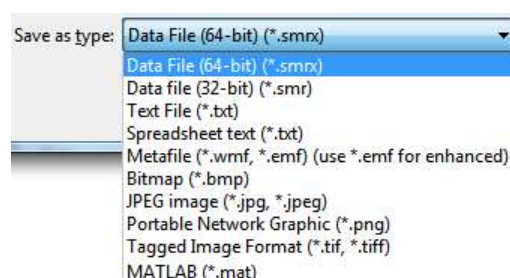 Save as type: Data File (64-bit) (*.smrx)
Data File (64-bit) (*.smrx)
Data file (32-bit) (*.smr)
Text File (*.txt)
Spreadsheet text (*.txt)
Metafile (*.wmf, *.emf) (use *.emf for enhanced)
Bitmap (*.bmp)
JPEG image (*.jpg, *.jpeg)
Portable Network Graphic (*.png)
Tagged Image Format (*.tif, *.tiff)
MATLAB (*.mat)